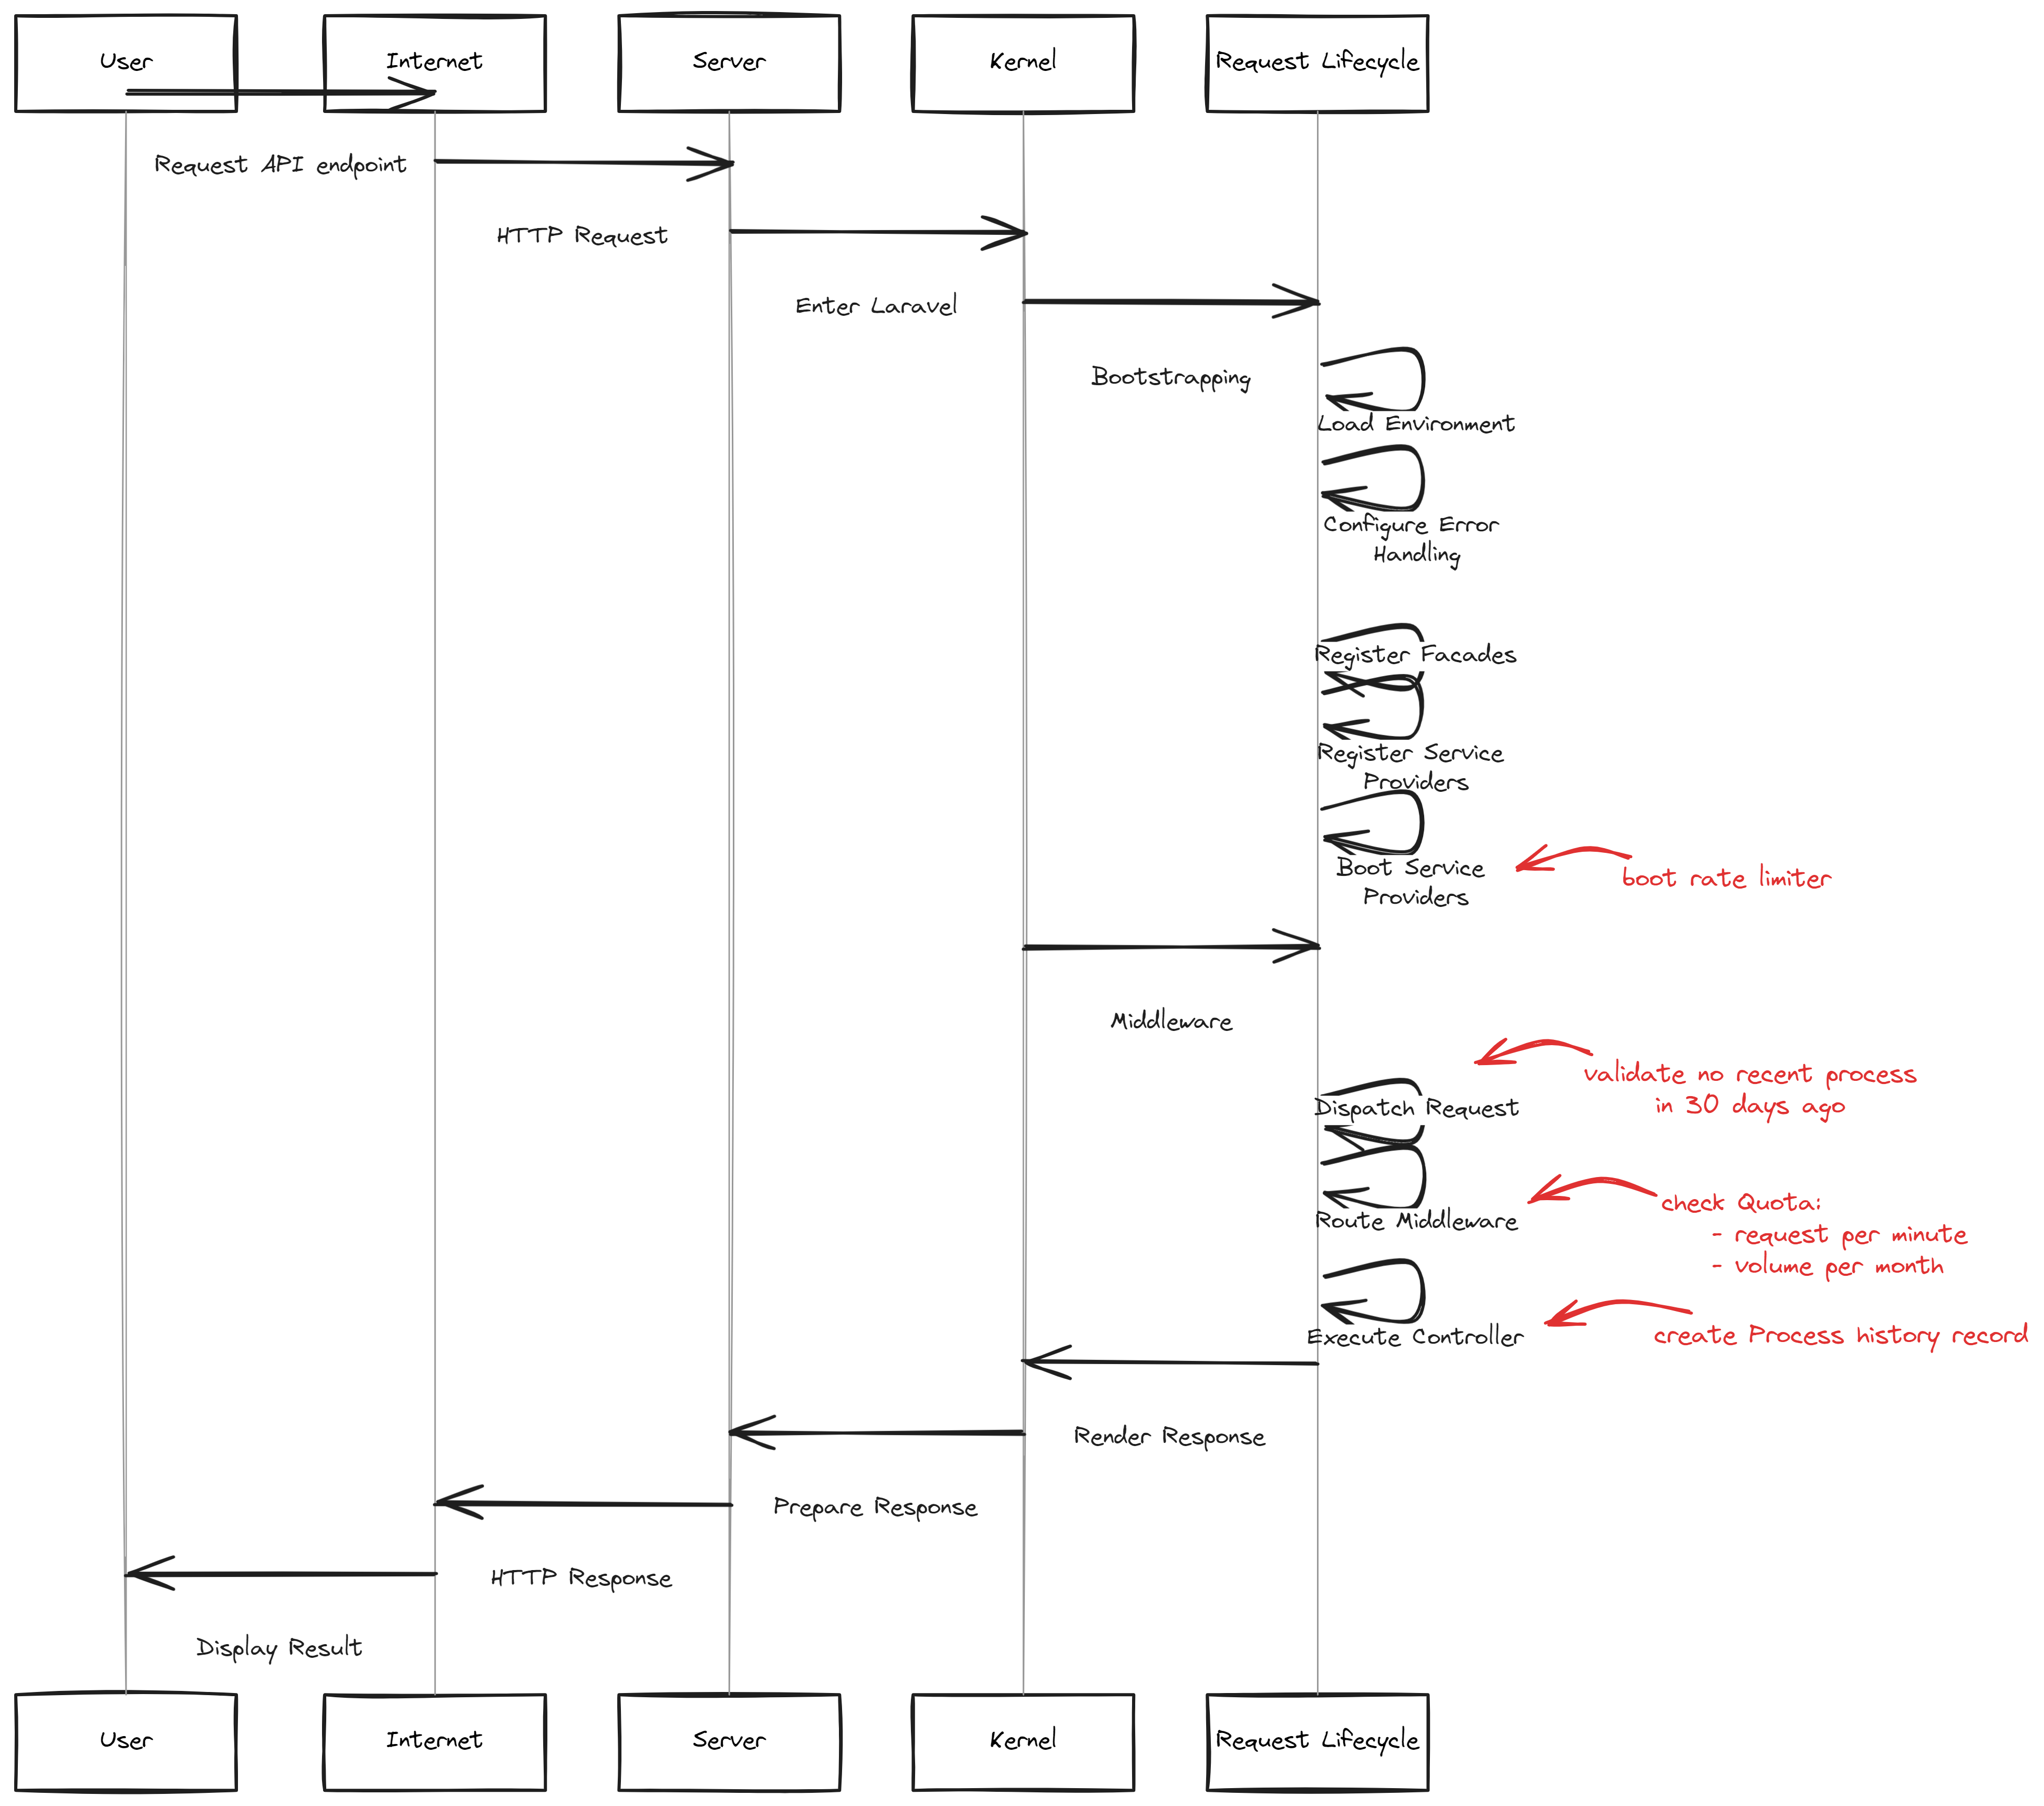 User
Internet
Server
Kernel
Request Lifecycle
Request API endpoint
HTTP Request
Enter Laravel
Bootstrapping
Load Environment
Configure Error
Handling
Register Facades
Register Service
Providers
Boot Service
Providers
boot rate limiter
Middleware
validate no recent process
in 30 days ago
Dispatch Request
check Quota:
- request per minute
- volume per month
Route Middleware
Execute Controller
create Process history record
Render Response
Prepare Response
HTTP Response
Display Result
User
Internet
Server
Kernel
Request Lifecycle